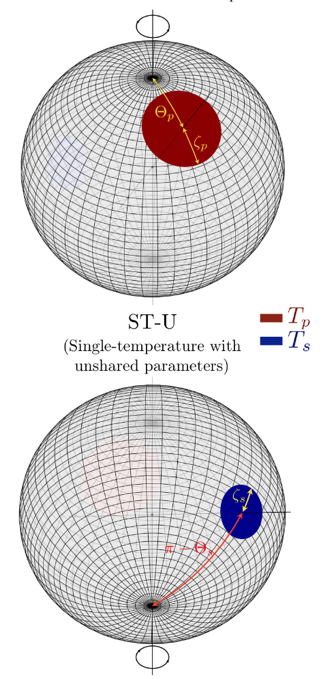 Θ_p
ζ_p
ST-U
(Single-temperature with
unshared parameters)
T_p
T_s
ζ_s
π − Θ_s